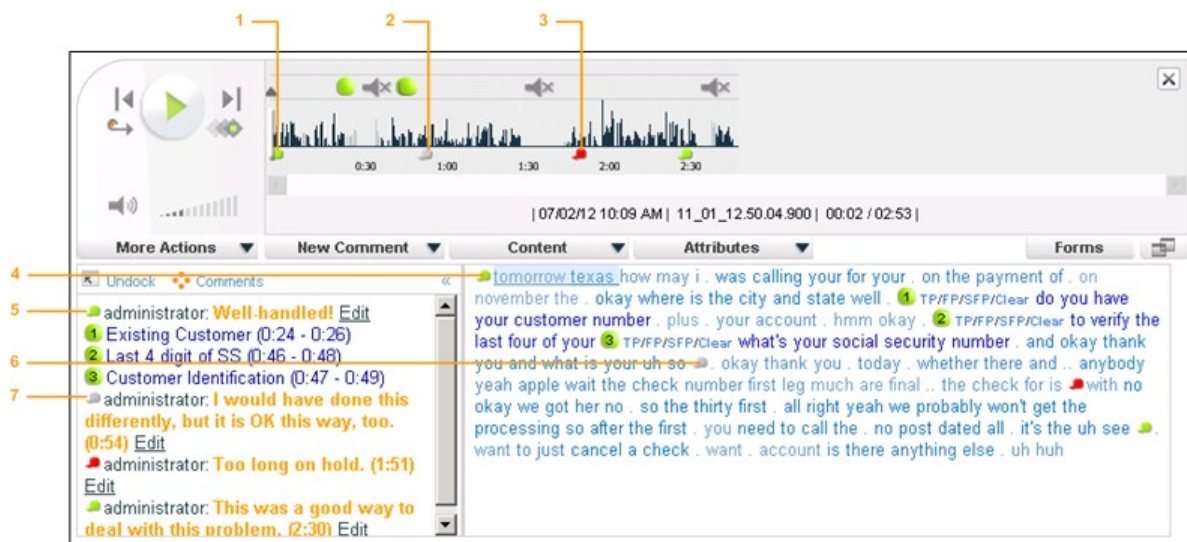 1 2 3
0:30 1:00 1:30 2:00 2:30
| 07/02/12 10:09 AM | 11_01_12.50.04.900 | 00:02 / 02:53 |
More Actions New Comment Content Attributes Forms
4
Undock Comments «
5
administrator: Well-handled! Edit
1 Existing Customer (0:24 - 0:26)
2 Last 4 digit of SS (0:46 - 0:48)
3 Customer Identification (0:47 - 0:49)
6
7
administrator: I would have done this
differently, but it is OK this way, too.
(0:54) Edit
administrator: Too long on hold. (1:51)
Edit
administrator: This was a good way to
deal with this problem. (2:30) Edit
tomorrow texas how may i . was calling your for your . on the payment of . on
november the . okay where is the city and state well . 1 TP/FP/SFP/Clear do you have
your customer number . plus . your account . hmm okay , 2 TP/FP/SFP/Clear to verify the
last four of your 3 TP/FP/SFP/Clear what's your social security number . and okay thank
you and what is your uh so . okay thank you . today . whether there and .. anybody
yeah apple wait the check number first leg much are final .. the check for is with no
okay we got her no . so the thirty first . all right yeah we probably won't get the
processing so after the first . you need to call the . no post dated all . it's the uh see .
want to just cancel a check . want . account is there anything else . uh huh